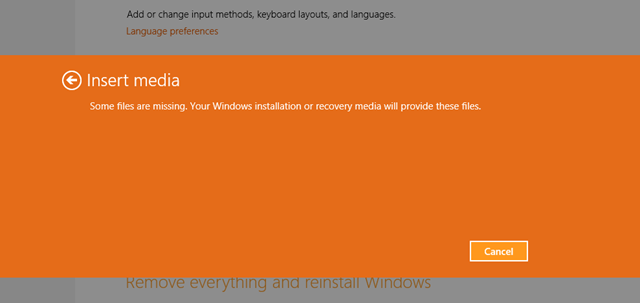 Add or change input methods, keyboard layouts, and languages.
Language preferences
Insert media
Some files are missing. Your Windows installation or recovery media will provide these files.
Cancel
Remove everything and reinstall Windows